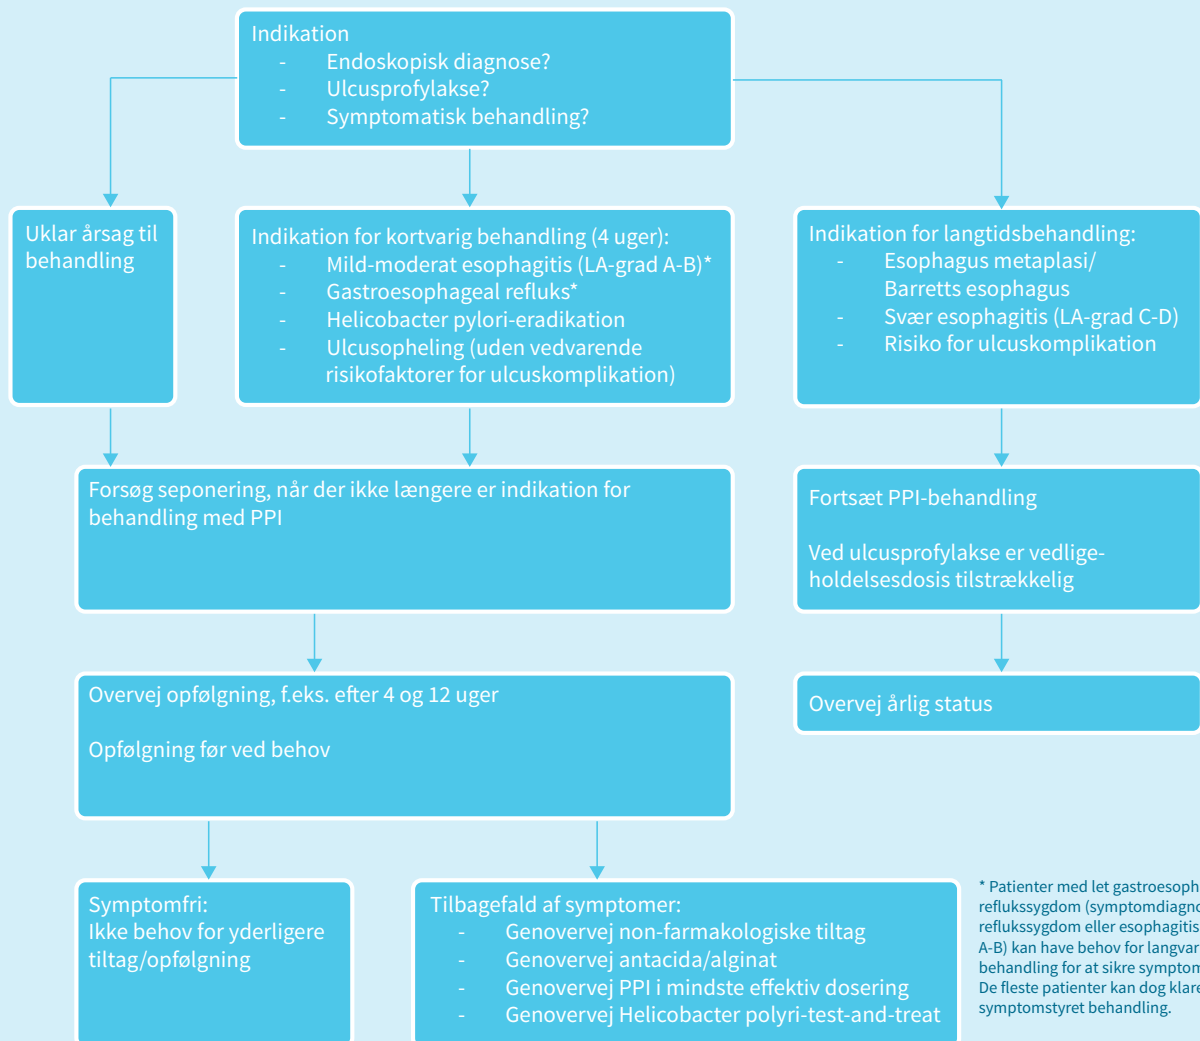 Indikation
- Endoskopisk diagnose?
- Ulcusprofylakse?
- Symptomatisk behandling?
Uklar årsag til
behandling
Indikation for kortvarig behandling (4 uger):
- Mild-moderat esophagitis (LA-grad A-B)*
- Gastroesophageal refluks*
- Helicobacter pylori-eradikation
- Ulcusopheling (uden vedvarende
risikofaktorer for ulcuskomplikation)
Indikation for langtidsbehandling:
- Esophagus metaplasi/
Barretts esophagus
- Svær esophagitis (LA-grad C-D)
- Risiko for ulcuskomplikation
Forsøg seponering, når der ikke længere er indikation for
behandling med PPI
Fortsæt PPI-behandling
Ved ulcusprofylakse er vedlige-
holdelsesdosis tilstrækkelig
Overvej opfølgning, f.eks. efter 4 og 12 uger
Opfølgning før ved behov
Overvej årlig status
Symptomfri:
Ikke behov for yderligere
tiltag/opfølgning
Tilbagefald af symptomer:
- Genovervej non-farmakologiske tiltag
- Genovervej antacida/alginat
- Genovervej PPI i mindste effektiv dosering
- Genovervej Helicobacter polyri-test-and-treat
* Patienter med let
reflukssygdom
reflukssygdom eller esophagitis
A-B) kan have behov for
behandling for at sikre
De fleste patienter kan dog
symptomstyret behandling.